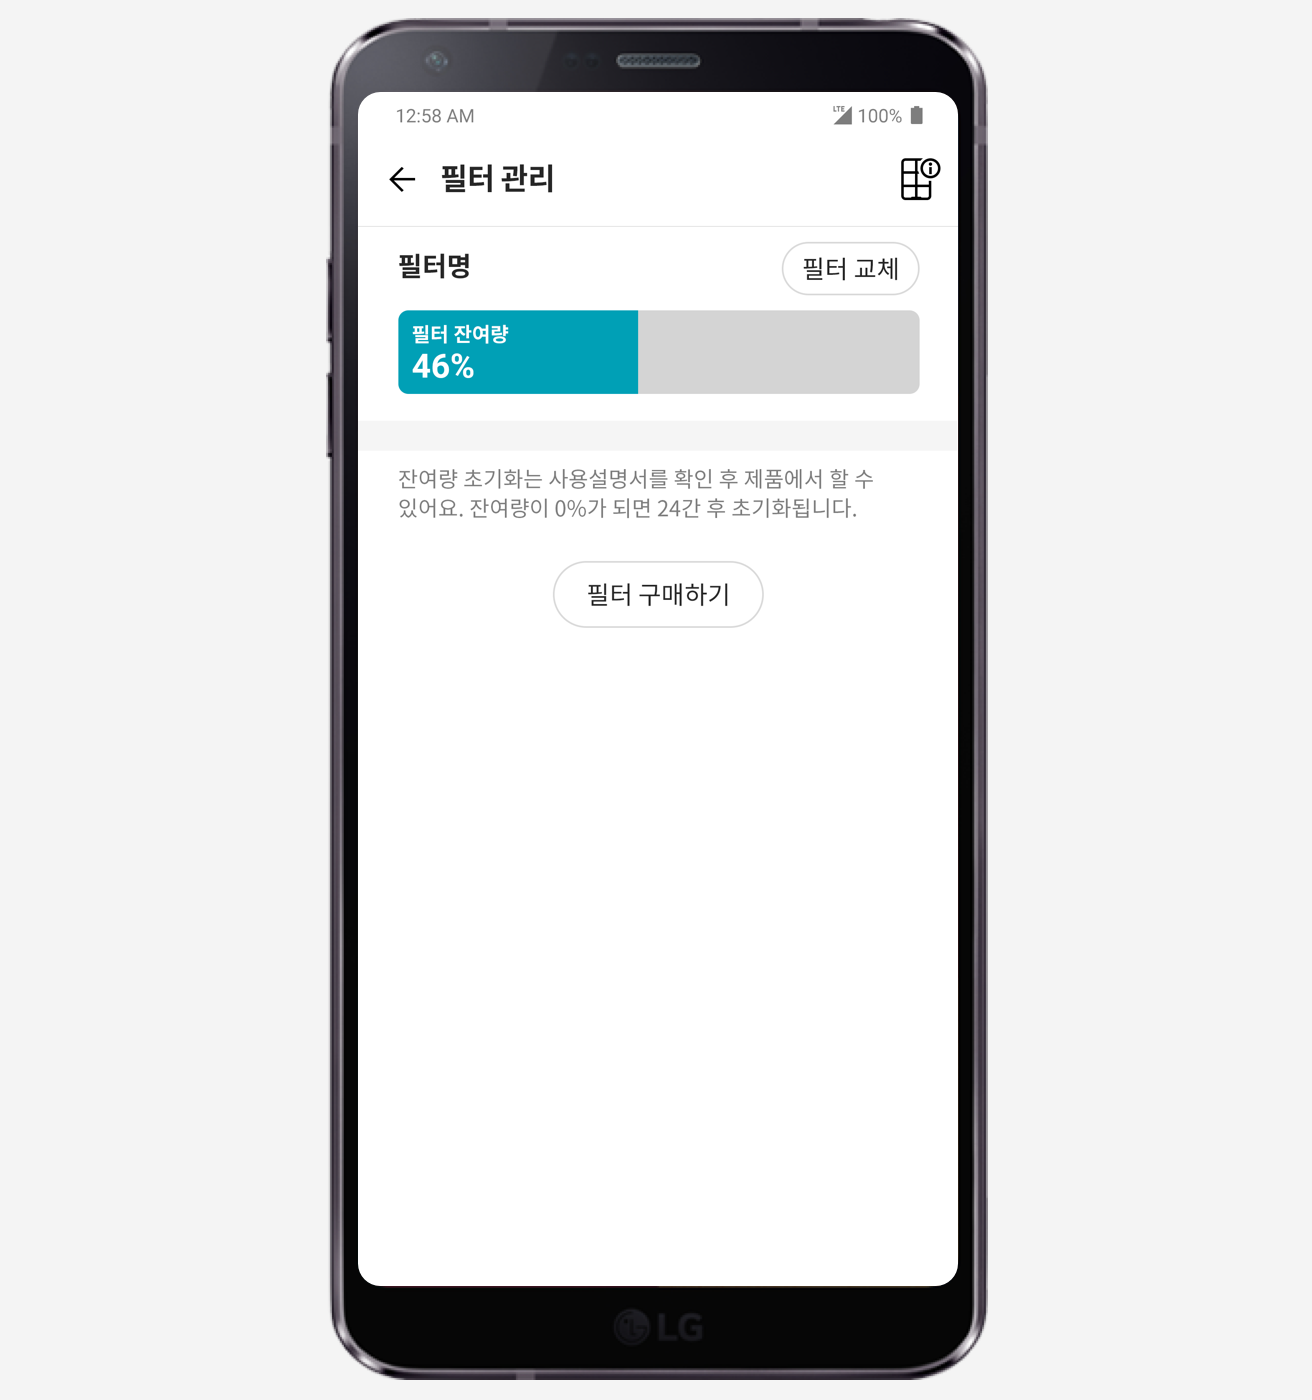 12:58 AM LTE 100%
필터 관리
필터명 필터 교체
필터 잔여량
46%
잔여량 초기화는 사용설명서를 확인 후 제품에서 할 수
있어요. 잔여량이 0%가 되면 24간 후 초기화됩니다.
필터 구매하기
LG